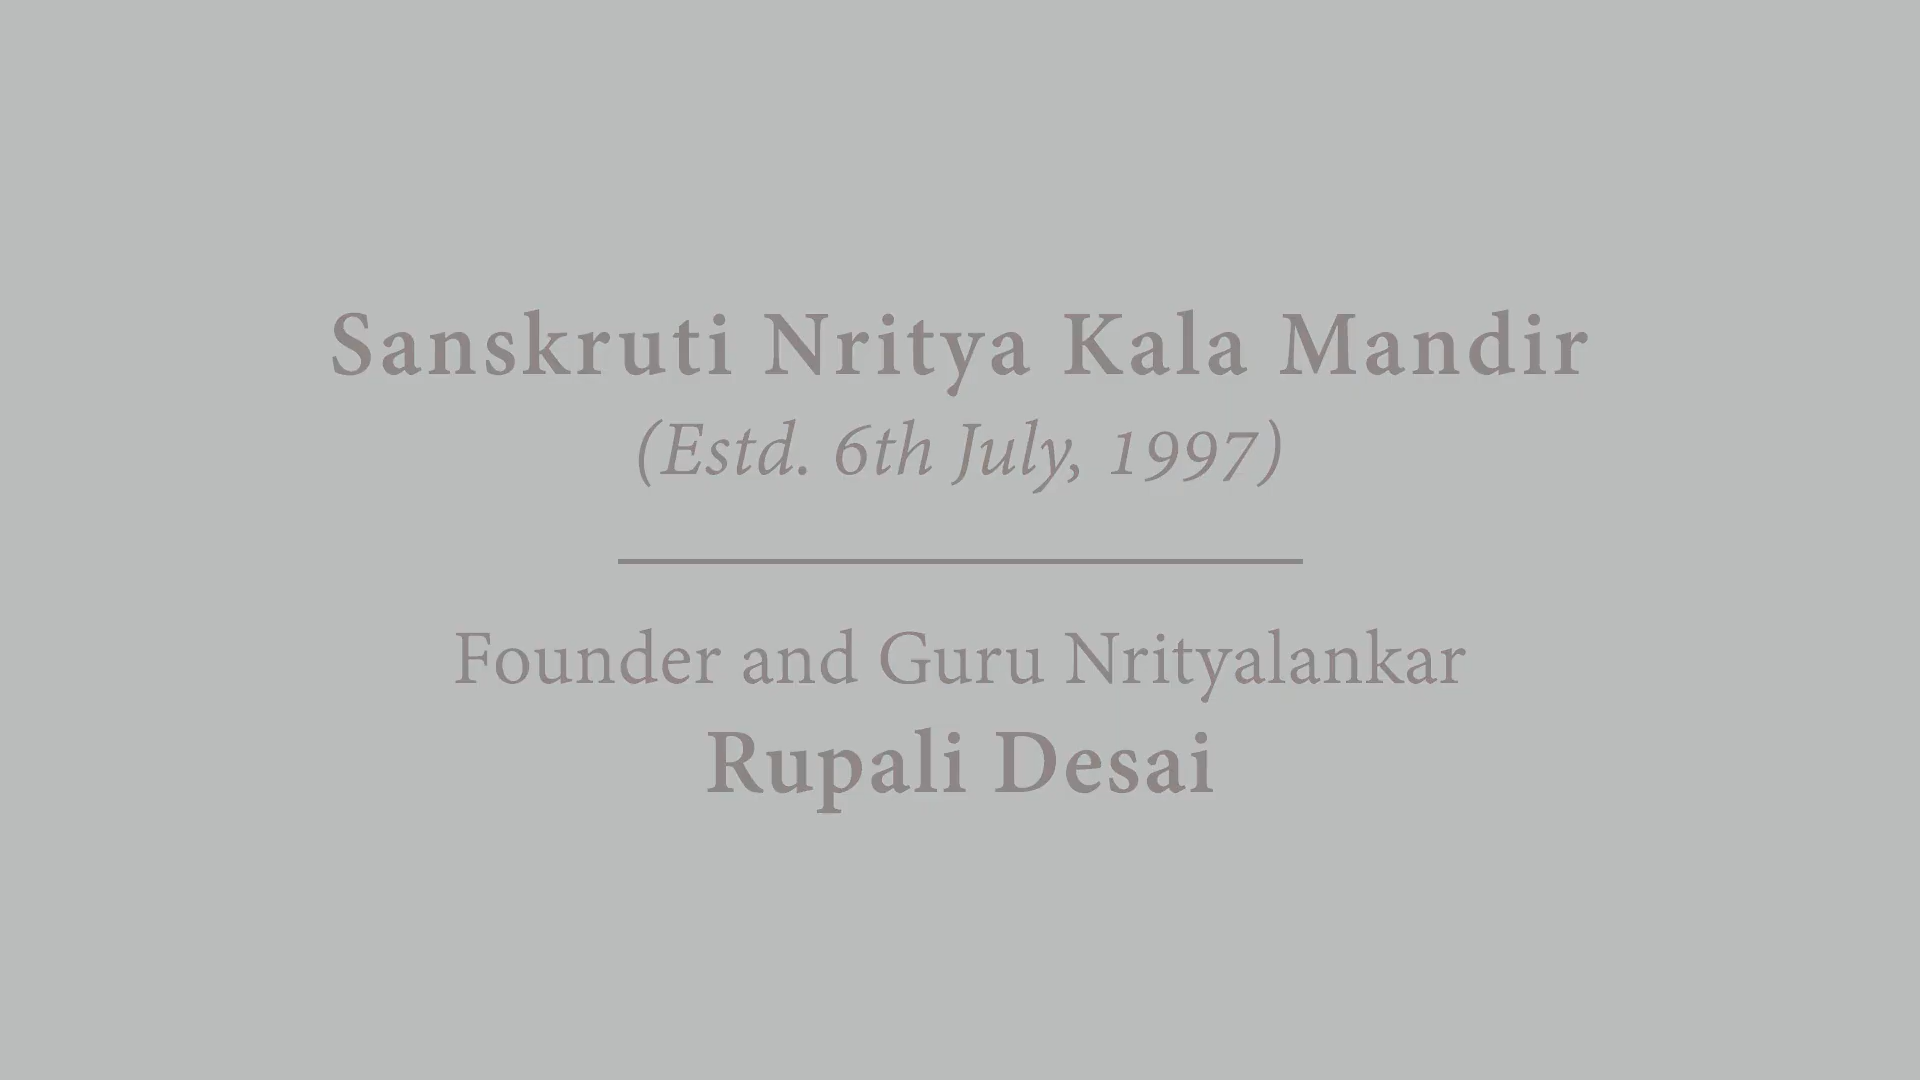 Sanskruti Nritya Kala Mandir
(Estd. 6th July, 1997)
Founder and Guru Nrityalankar
Rupali Desai